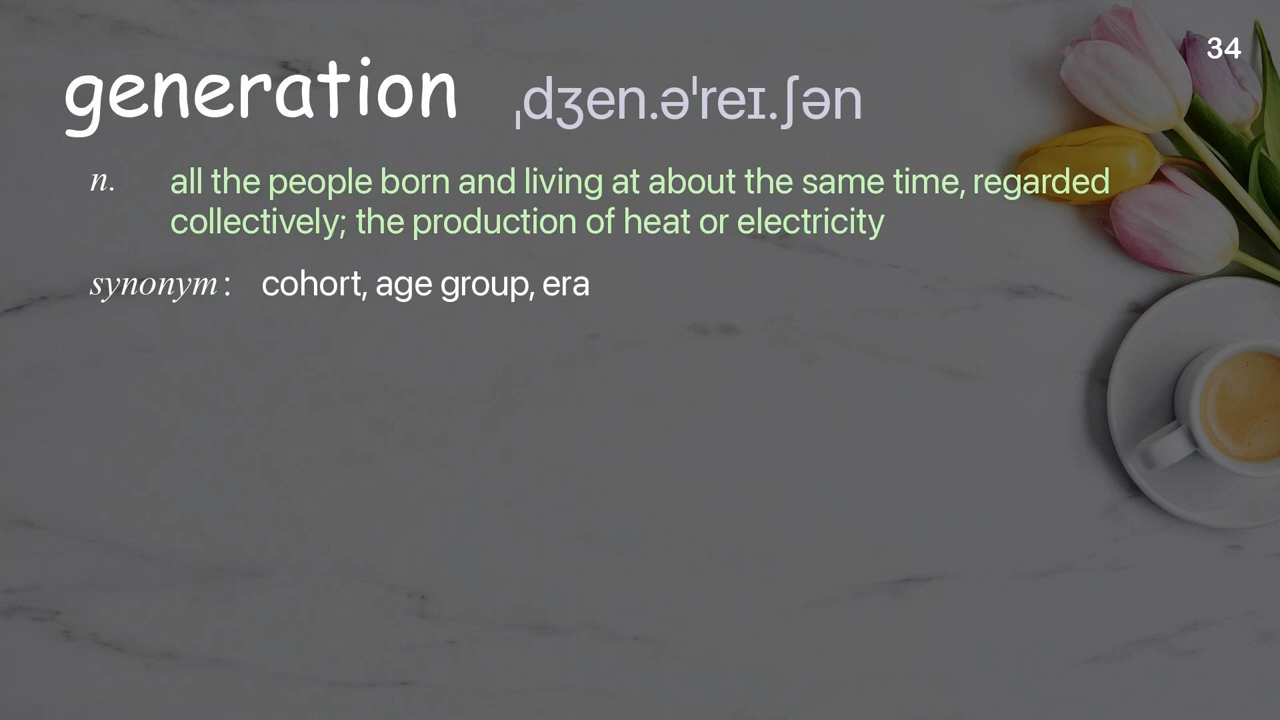 34
generation ˌdʒen.əˈreɪ.ʃən
n. all the people born and living at about the same time, regarded
collectively; the production of heat or electricity
synonym: cohort, age group, era